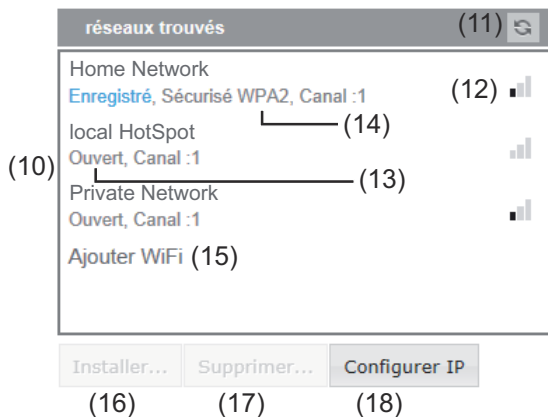 réseaux trouvés (11)
Home Network
Enregistré, Sécurisé WPA2, Canal :1 (12)
(14)
local HotSpot
Ouvert, Canal :1
(10) (13)
Private Network
Ouvert, Canal :1
Ajouter WiFi (15)
Installer... Supprimer... Configurer IP
(16) (17) (18)